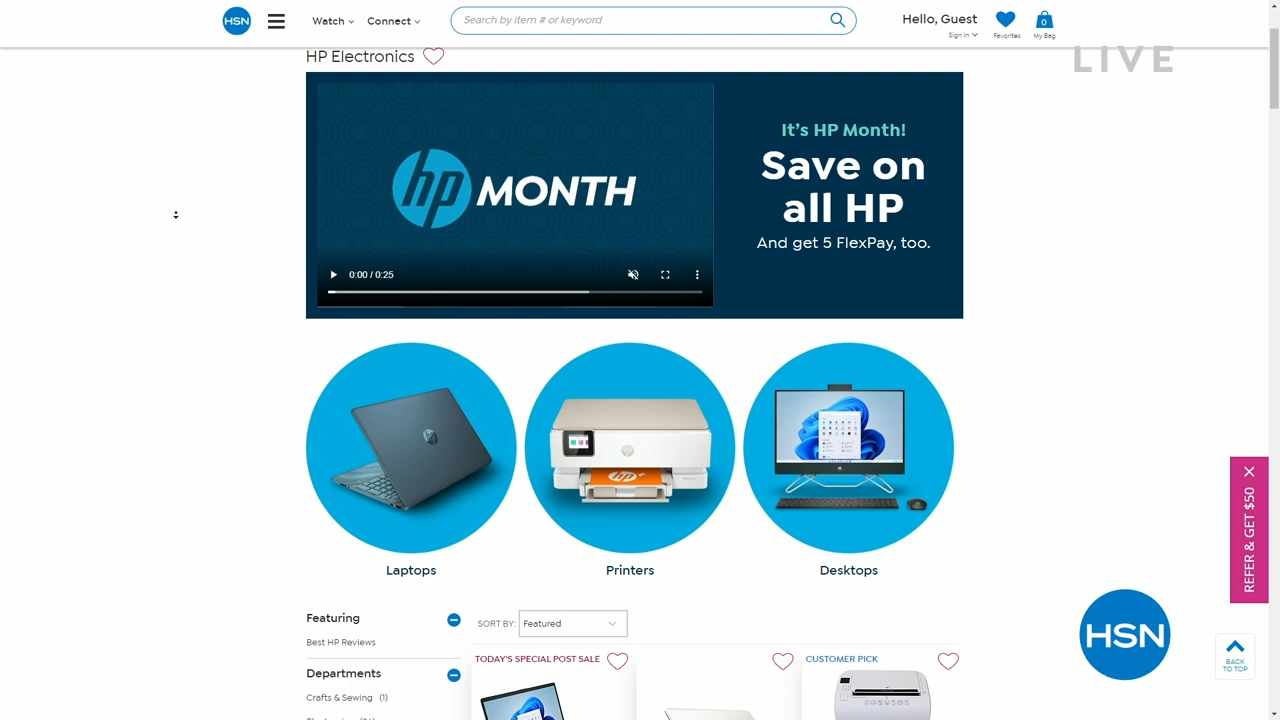 HSN
Watch
Connect
Search by item # or keyword
Hello, Guest
Sign In
Favorites
0
My Bag
HP Electronics
LIVE
hp MONTH
0:00 / 0:25
It's HP Month!
Save on
all HP
And get 5 FlexPay, too.
hp
Laptops
Printers
Desktops
REFER & GET $50
Featuring
Best HP Reviews
SORT BY: Featured
HSN
BACK
TO TOP
Departments
Crafts & Sewing (1)
TODAY'S SPECIAL POST SALE
CUSTOMER PICK